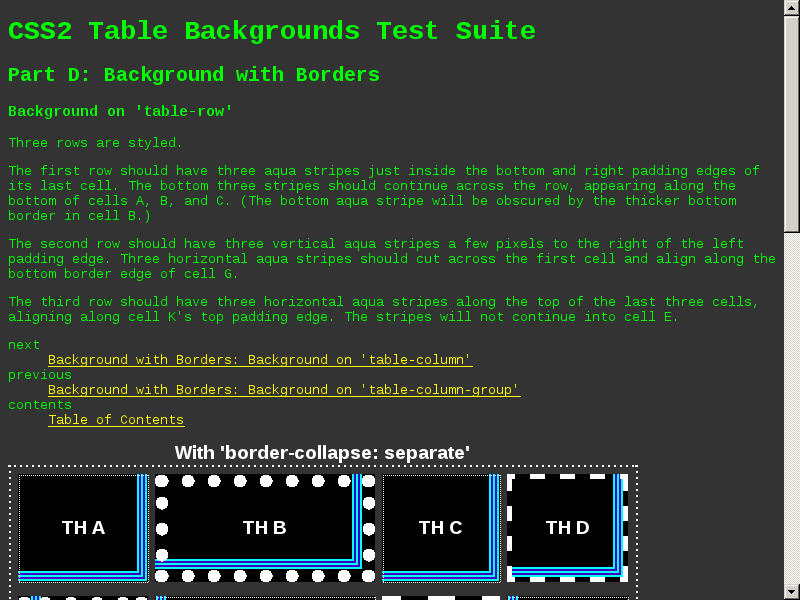 CSS2 Table Backgrounds Test Suite
Part D: Background with Borders
Background on 'table-row'
Three rows are styled.
The first row should have three aqua stripes just inside the bottom and right padding edges of
its last cell. The bottom three stripes should continue across the row, appearing along the
bottom of cells A, B, and C. (The bottom aqua stripe will be obscured by the thicker bottom
border in cell B.)
The second row should have three vertical aqua stripes a few pixels to the right of the left
padding edge. Three horizontal aqua stripes should cut across the first cell and align along the
bottom border edge of cell G.
The third row should have three horizontal aqua stripes along the top of the last three cells,
aligning along cell K's top padding edge. The stripes will not continue into cell E.
next
Background with Borders: Background on 'table-column'
previous
Background with Borders: Background on 'table-column-group'
contents
Table of Contents
With 'border-collapse: separate'
TH A TH B TH C TH D